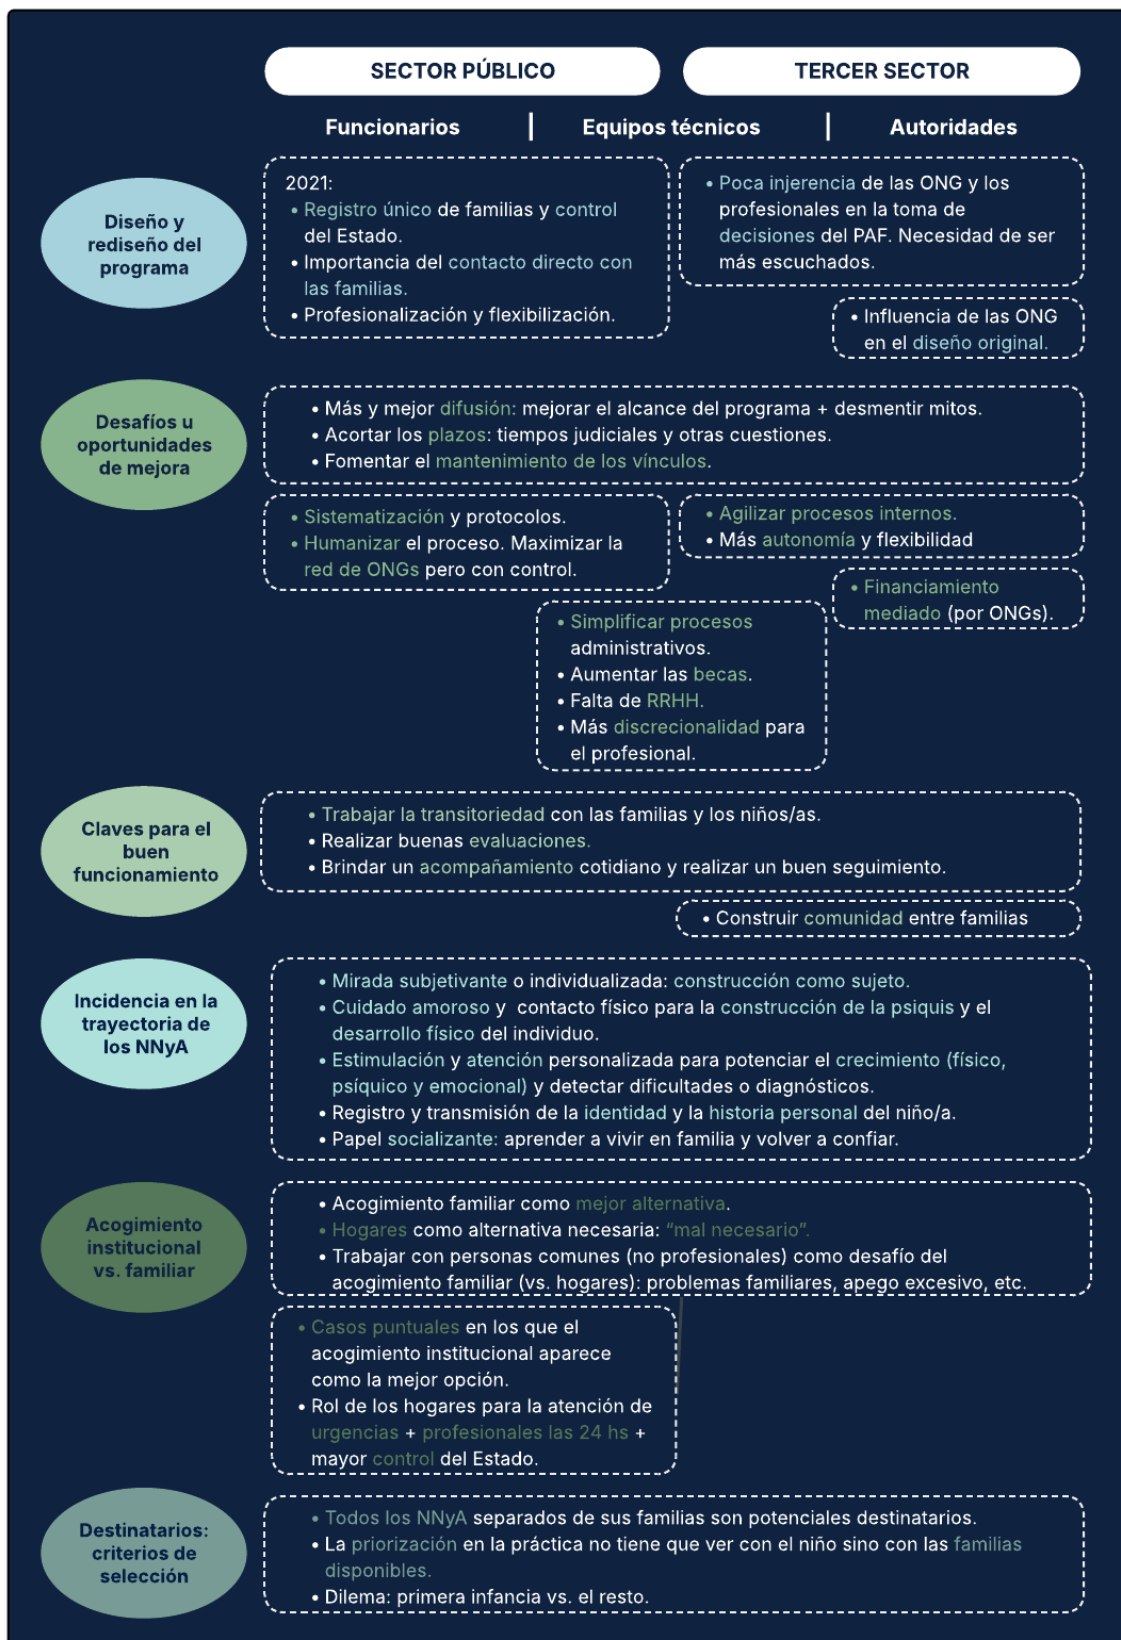 SECTOR PÚBLICO
TERCER SECTOR
Funcionarios | Equipos técnicos | Autoridades
Diseño y
rediseño del
programa
2021:
• Registro único de familias y control
del Estado.
• Importancia del contacto directo con
las familias.
• Profesionalización y flexibilización.
• Poca injerencia de las ONG y los
profesionales en la toma de
decisiones del PAF. Necesidad de ser
más escuchados.
• Influencia de las ONG
en el diseño original.
Desafíos u
oportunidades
de mejora
• Más y mejor difusión: mejorar el alcance del programa + desmentir mitos.
• Acortar los plazos: tiempos judiciales y otras cuestiones.
• Fomentar el mantenimiento de los vínculos.
• Sistematización y protocolos.
• Humanizar el proceso. Maximizar la
red de ONGs pero con control.
• Agilizar procesos internos.
• Más autonomía y flexibilidad
• Financiamiento
mediado (por ONGs).
• Simplificar procesos
administrativos.
• Aumentar las becas.
• Falta de RRHH.
• Más discrecionalidad para
el profesional.
Claves para el
buen
funcionamiento
• Trabajar la transitoriedad con las familias y los niños/as.
• Realizar buenas evaluaciones.
• Brindar un acompañamiento cotidiano y realizar un buen seguimiento.
• Construir comunidad entre familias
Incidencia en la
trayectoria de
los NNyA
• Mirada subjetivante o individualizada: construcción como sujeto.
• Cuidado amoroso y contacto físico para la construcción de la psiquis y el
desarrollo físico del individuo.
• Estimulación y atención personalizada para potenciar el crecimiento (físico,
psíquico y emocional) y detectar dificultades o diagnósticos.
• Registro y transmisión de la identidad y la historia personal del niño/a.
• Papel socializante: aprender a vivir en familia y volver a confiar.
Acogimiento
institucional
vs. familiar
• Acogimiento familiar como mejor alternativa.
• Hogares como alternativa necesaria: “mal necesario”.
• Trabajar con personas comunes (no profesionales) como desafío del
acogimiento familiar (vs. hogares): problemas familiares, apego excesivo, etc.
• Casos puntuales en los que el
acogimiento institucional aparece
como la mejor opción.
• Rol de los hogares para la atención de
urgencias + profesionales las 24 hs +
mayor control del Estado.
Destinatarios:
criterios de
selección
• Todos los NNyA separados de sus familias son potenciales destinatarios.
• La priorización en la práctica no tiene que ver con el niño sino con las familias
disponibles.
• Dilema: primera infancia vs. el resto.